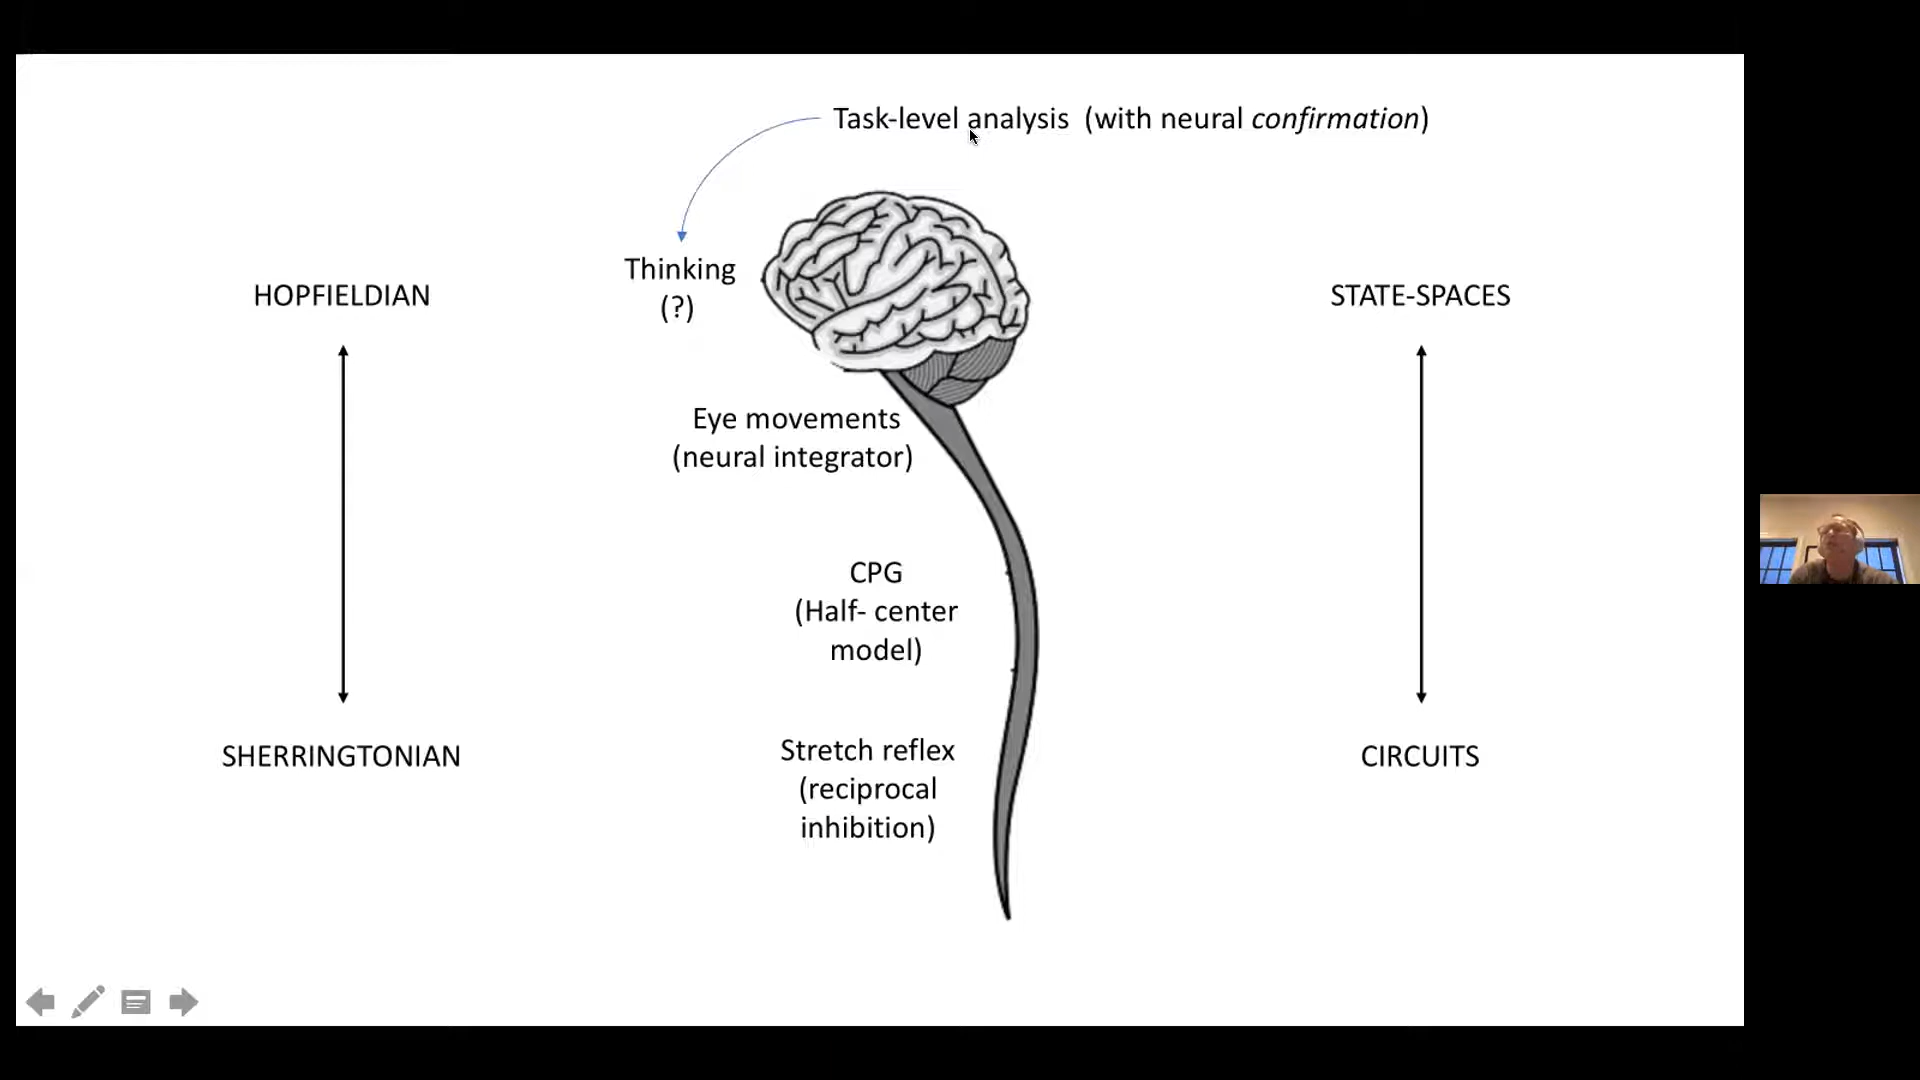 Task-level analysis (with neural confirmation)
Thinking
(?)
HOPFIELDIAN
STATE-SPACES
Eye movements
(neural integrator)
CPG
(Half- center
model)
SHERRINGTONIAN
Stretch reflex
(reciprocal
inhibition)
CIRCUITS